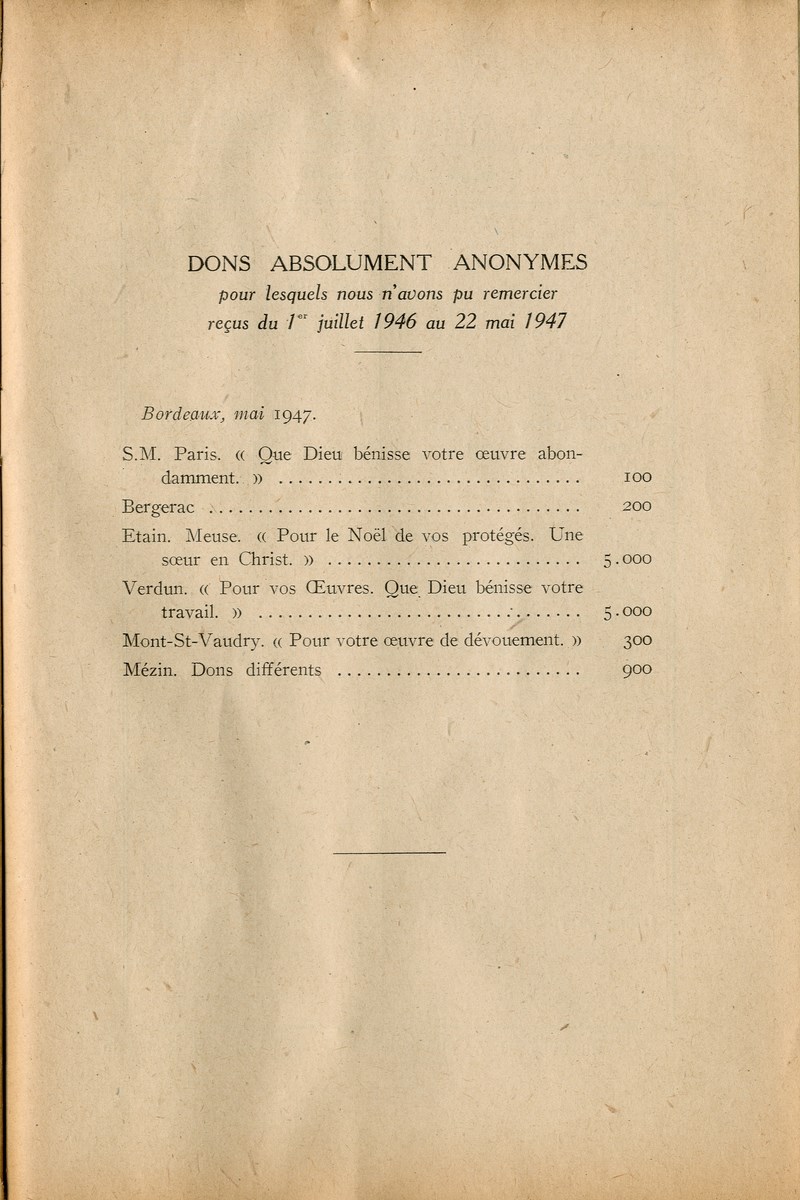 DONS ABSOLUMENT ANONYMES
pour lesquels nous n'avons pu remercier
reçus du 1er juillet 1946 au 22 mai 1947
Bordeaux, mai 1947.
S.M. Paris. « Que Dieu bénisse votre œuvre abon-
damment. » .............................. 100
Bergerac ...................................... 200
Etain. Meuse. « Pour le Noël de vos protégés. Une
sœur en Christ. » .......................... 5.000
Verdun. « Pour vos Œuvres. Que Dieu bénisse votre
travail. » ................................. 5.000
Mont-St-Vaudry. « Pour votre œuvre de dévouement. » 300
Mézin. Dons différents ......................... 900